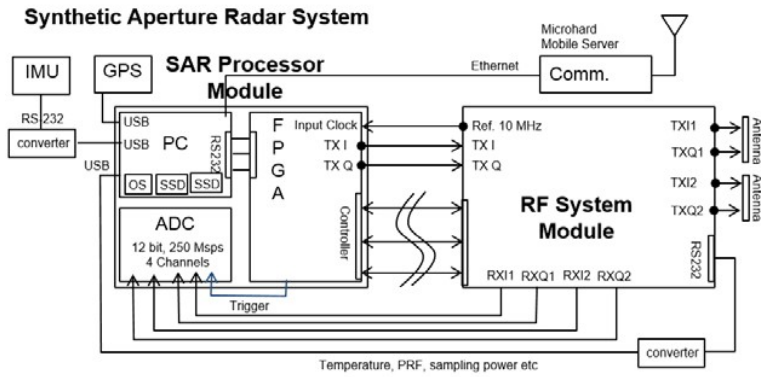 Synthetic Aperture Radar System
Microhard
Mobile Server
IMU
GPS
SAR Processor
Module
Ethernet
Comm.
RS-232
converter
USB
USB
USB
PC
RS232
OS
SSD
SSD
F
P
G
A
Input Clock
TX I
TX Q
Controller
Ref. 10 MHz
TX I
TX Q
RF System
Module
TXI1
TXQ1
TXI2
TXQ2
Antenna
Antenna
RS232
ADC
12 bit, 250 Msps
4 Channels
Trigger
RXI1
RXQ1
RXI2
RXQ2
converter
Temperature, PRF, sampling power etc